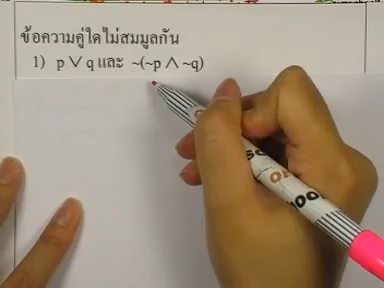 ข้อความคู่ใดไม่สมมูลกัน
1) p ∨ q และ ~(~p ∧ ~q)